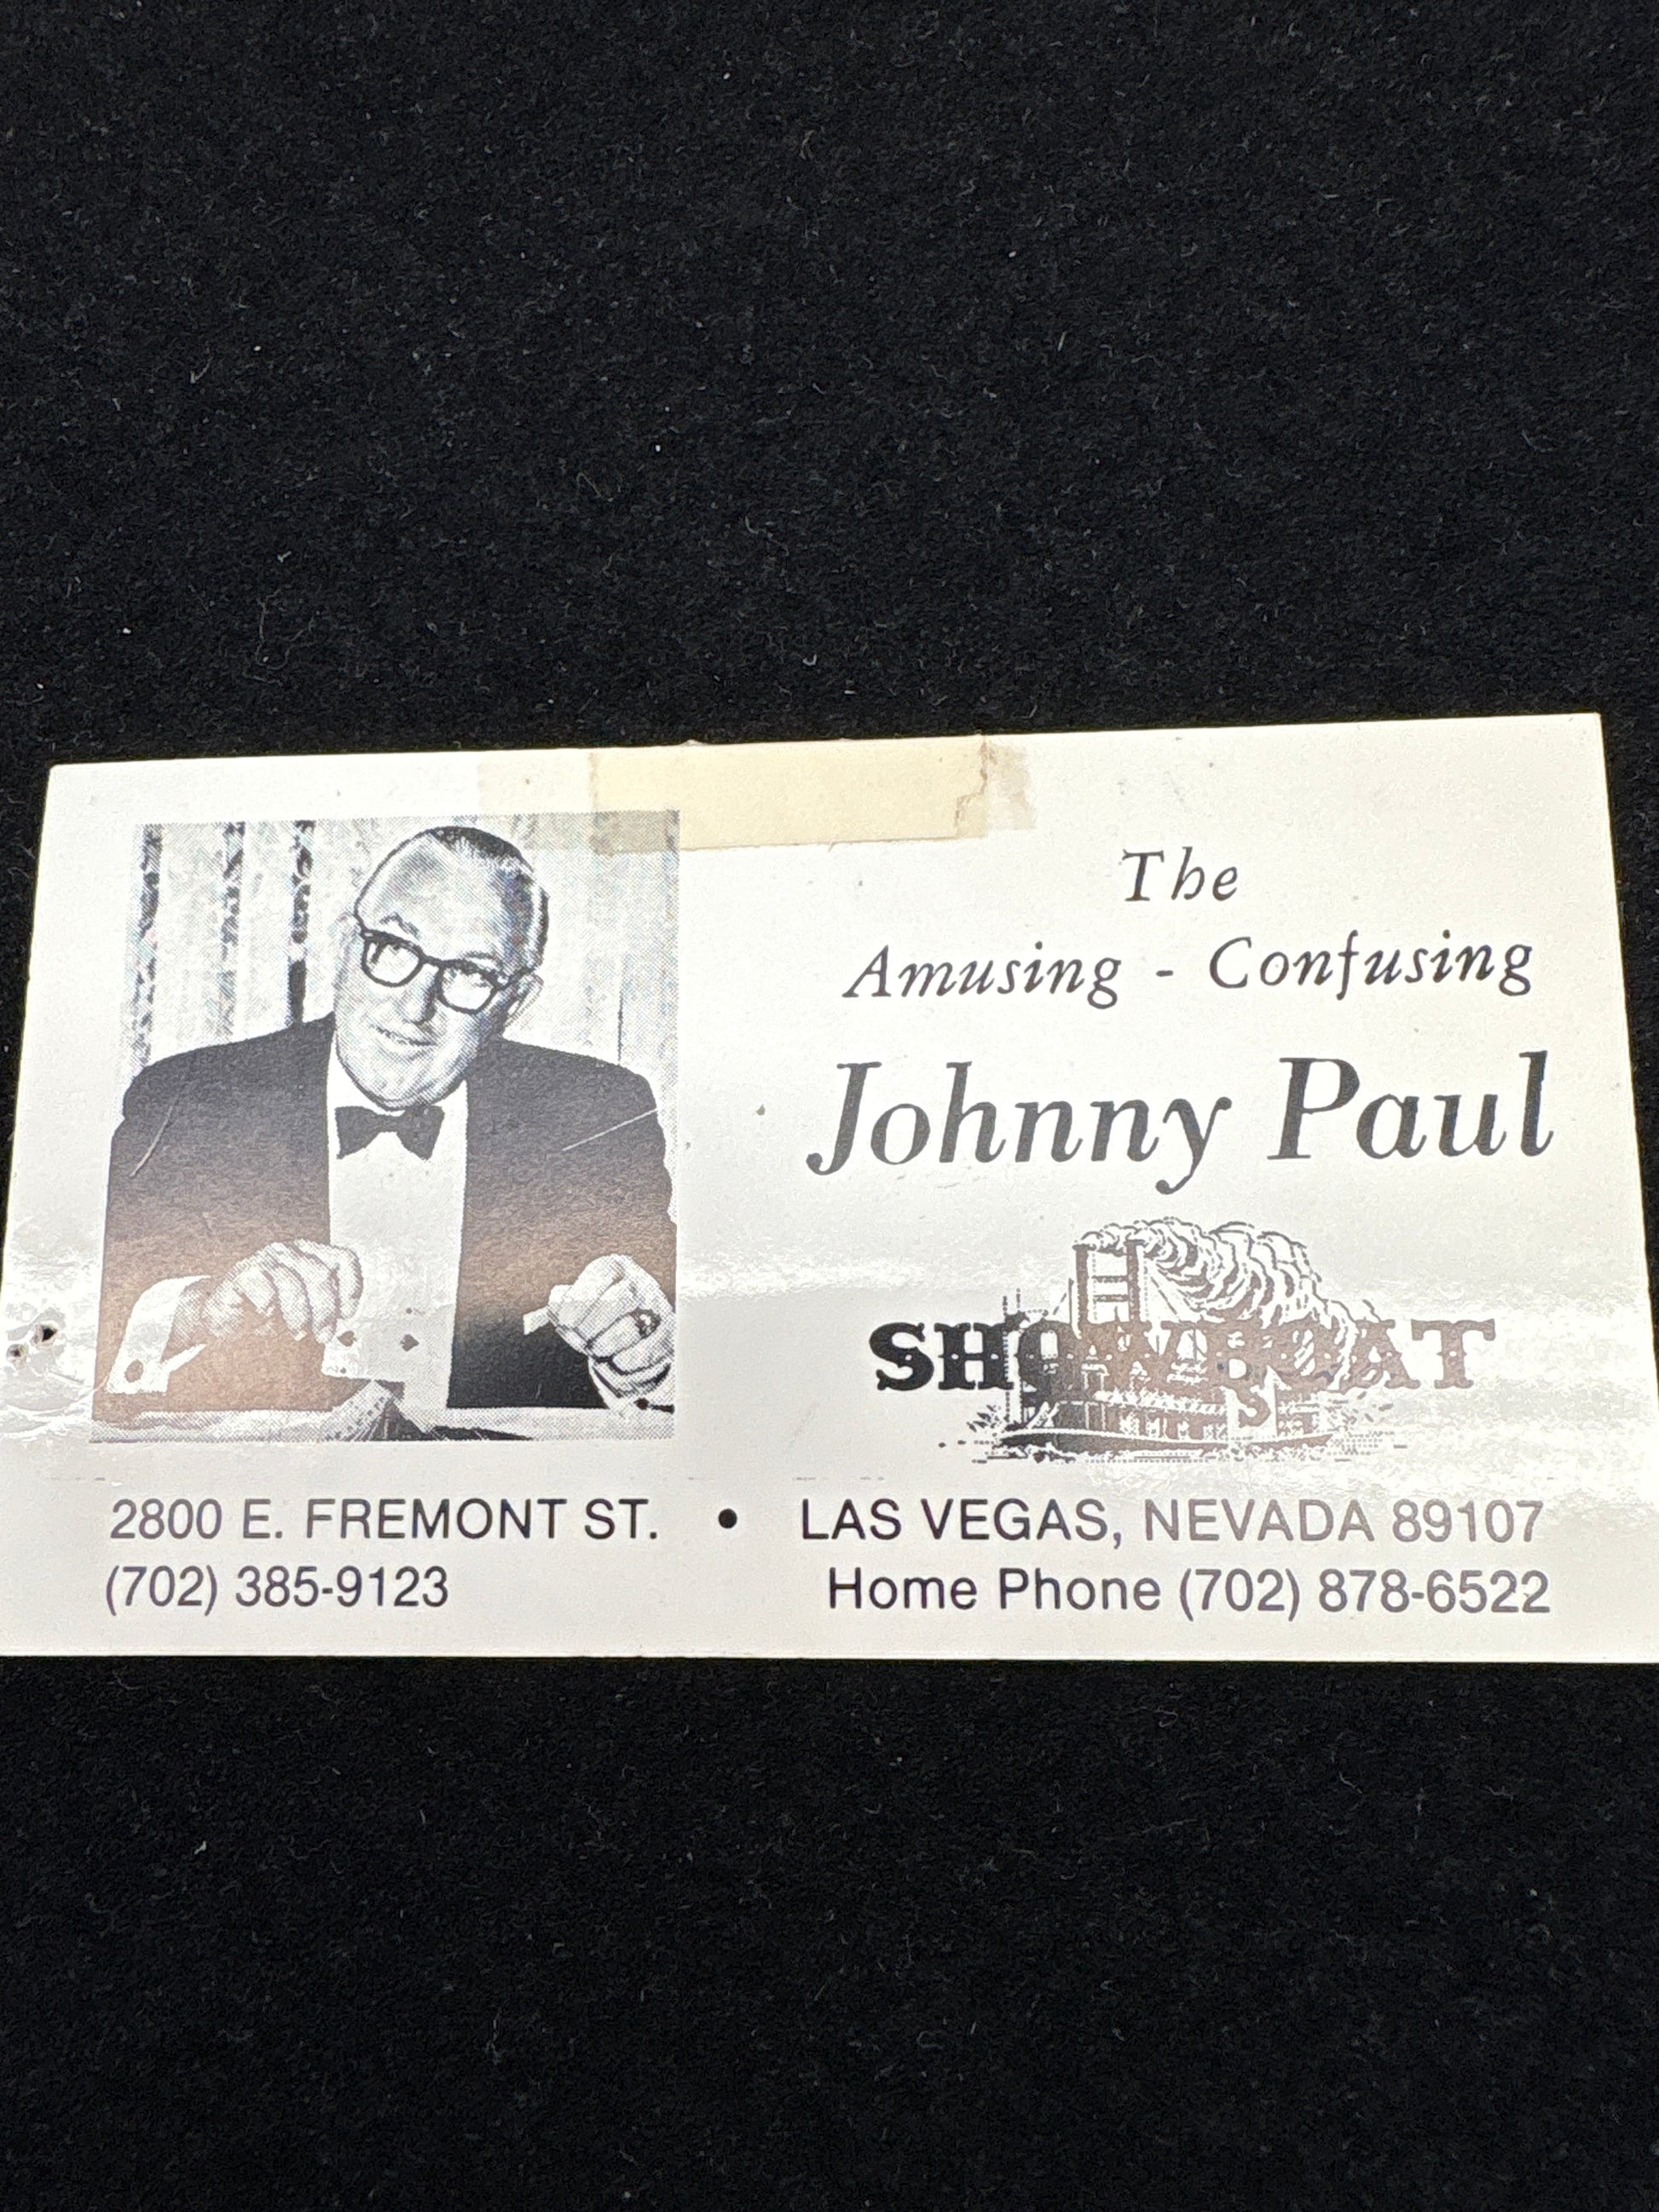 The
Amusing - Confusing
Johnny Paul
SHOWBOAT
2800 E. FREMONT ST. • LAS VEGAS, NEVADA 89107
(702) 385-9123 Home Phone (702) 878-6522